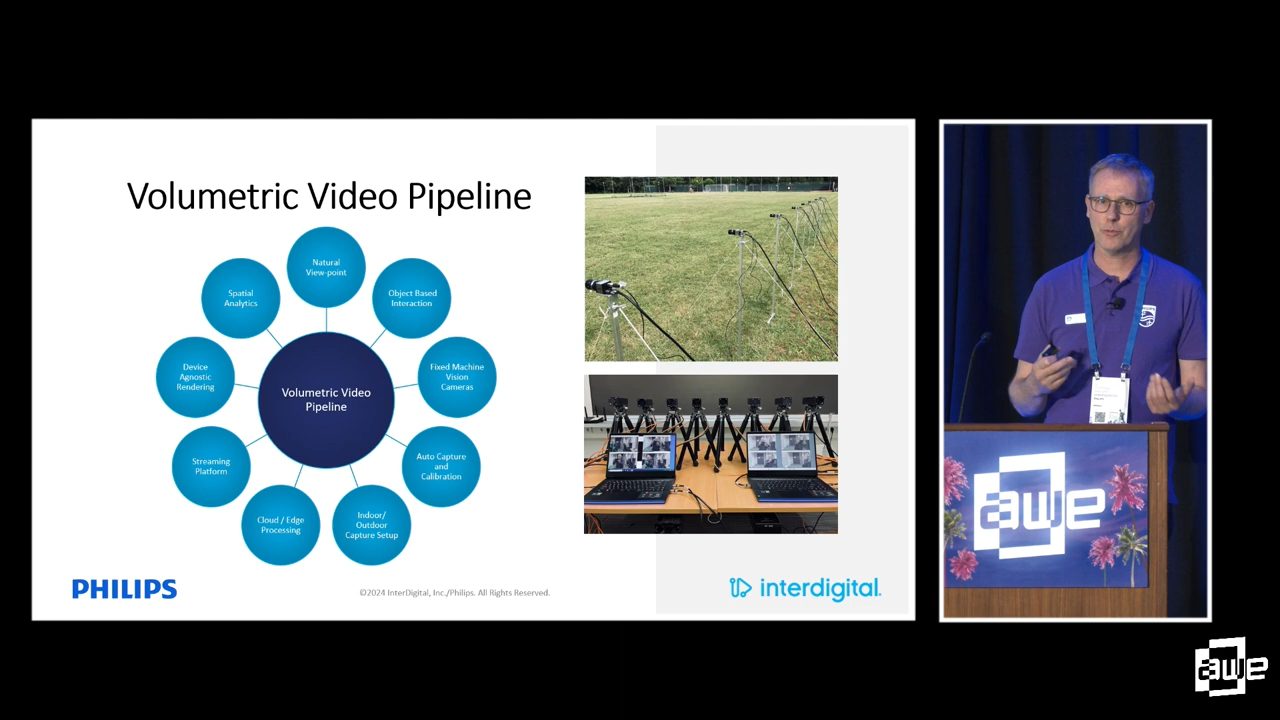 Volumetric Video Pipeline
Natural
View-point
Object Based
Interaction
Fixed Machine
Vision
Cameras
Auto Capture
and
Calibration
Indoor/
Outdoor
Capture Setup
Cloud / Edge
Processing
Streaming
Platform
Device
Agnostic
Rendering
Spatial
Analytics
Volumetric Video
Pipeline
PHILIPS
©2024 InterDigital, Inc./Philips. All Rights Reserved.
interdigital.
awe
awe